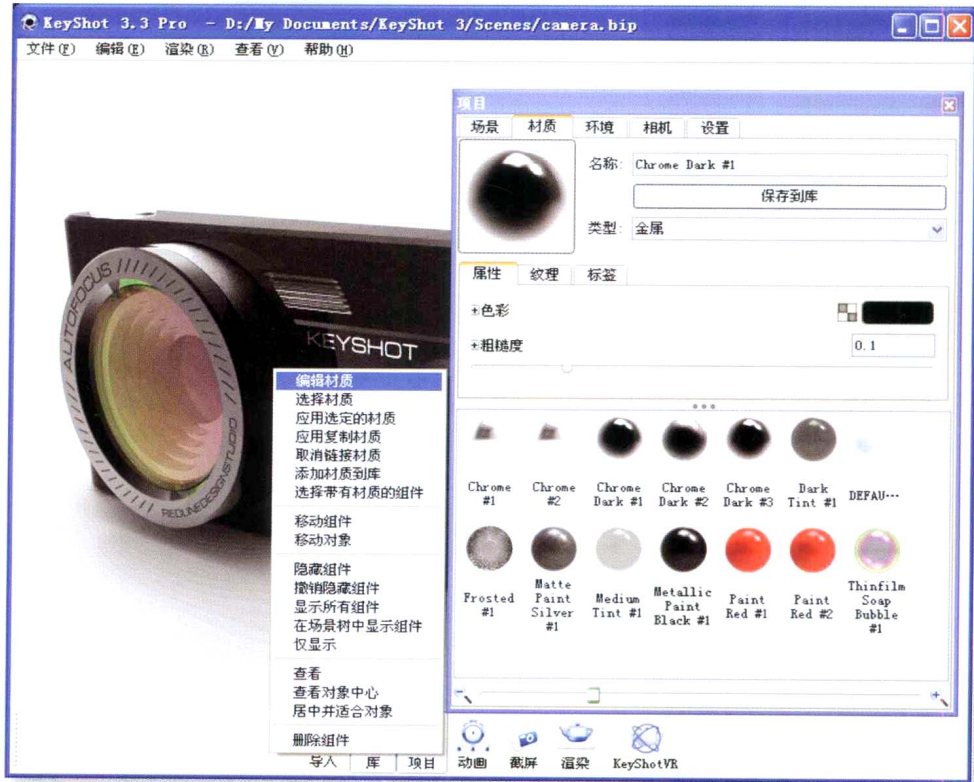 KeyShot 3.3 Pro - D:/My Documents/KeyShot 3/Scenes/camera.bip
文件(F) 编辑(E) 渲染(R) 查看(V) 帮助(H)
项目
场景 材质 环境 相机 设置
名称: Chrome Dark #1
保存到库
类型: 金属
属性 纹理 标签
色彩
粗糙度 0.1
AUTOFOCUS
REDLINEDESIGNSTUDIO
KEYSHOT
编辑材质
选择材质
应用选定的材质
应用复制材质
取消链接材质
添加材质到库
选择带有材质的组件
移动组件
移动对象
隐藏组件
撤销隐藏组件
显示所有组件
在场景树中显示组件
仅显示
查看
查看对象中心
居中并适合对象
删除组件
Chrome #1
Chrome #2
Chrome Dark #1
Chrome Dark #2
Chrome Dark #3
Dark Tint #1
DEFAU…
Frosted #1
Matte Paint Silver #1
Medium Tint #1
Metallic Paint Black #1
Paint Red #1
Paint Red #2
Thinfilm Soap Bubble #1
导入 库 项目 动画 截屏 渲染 KeyShotVR